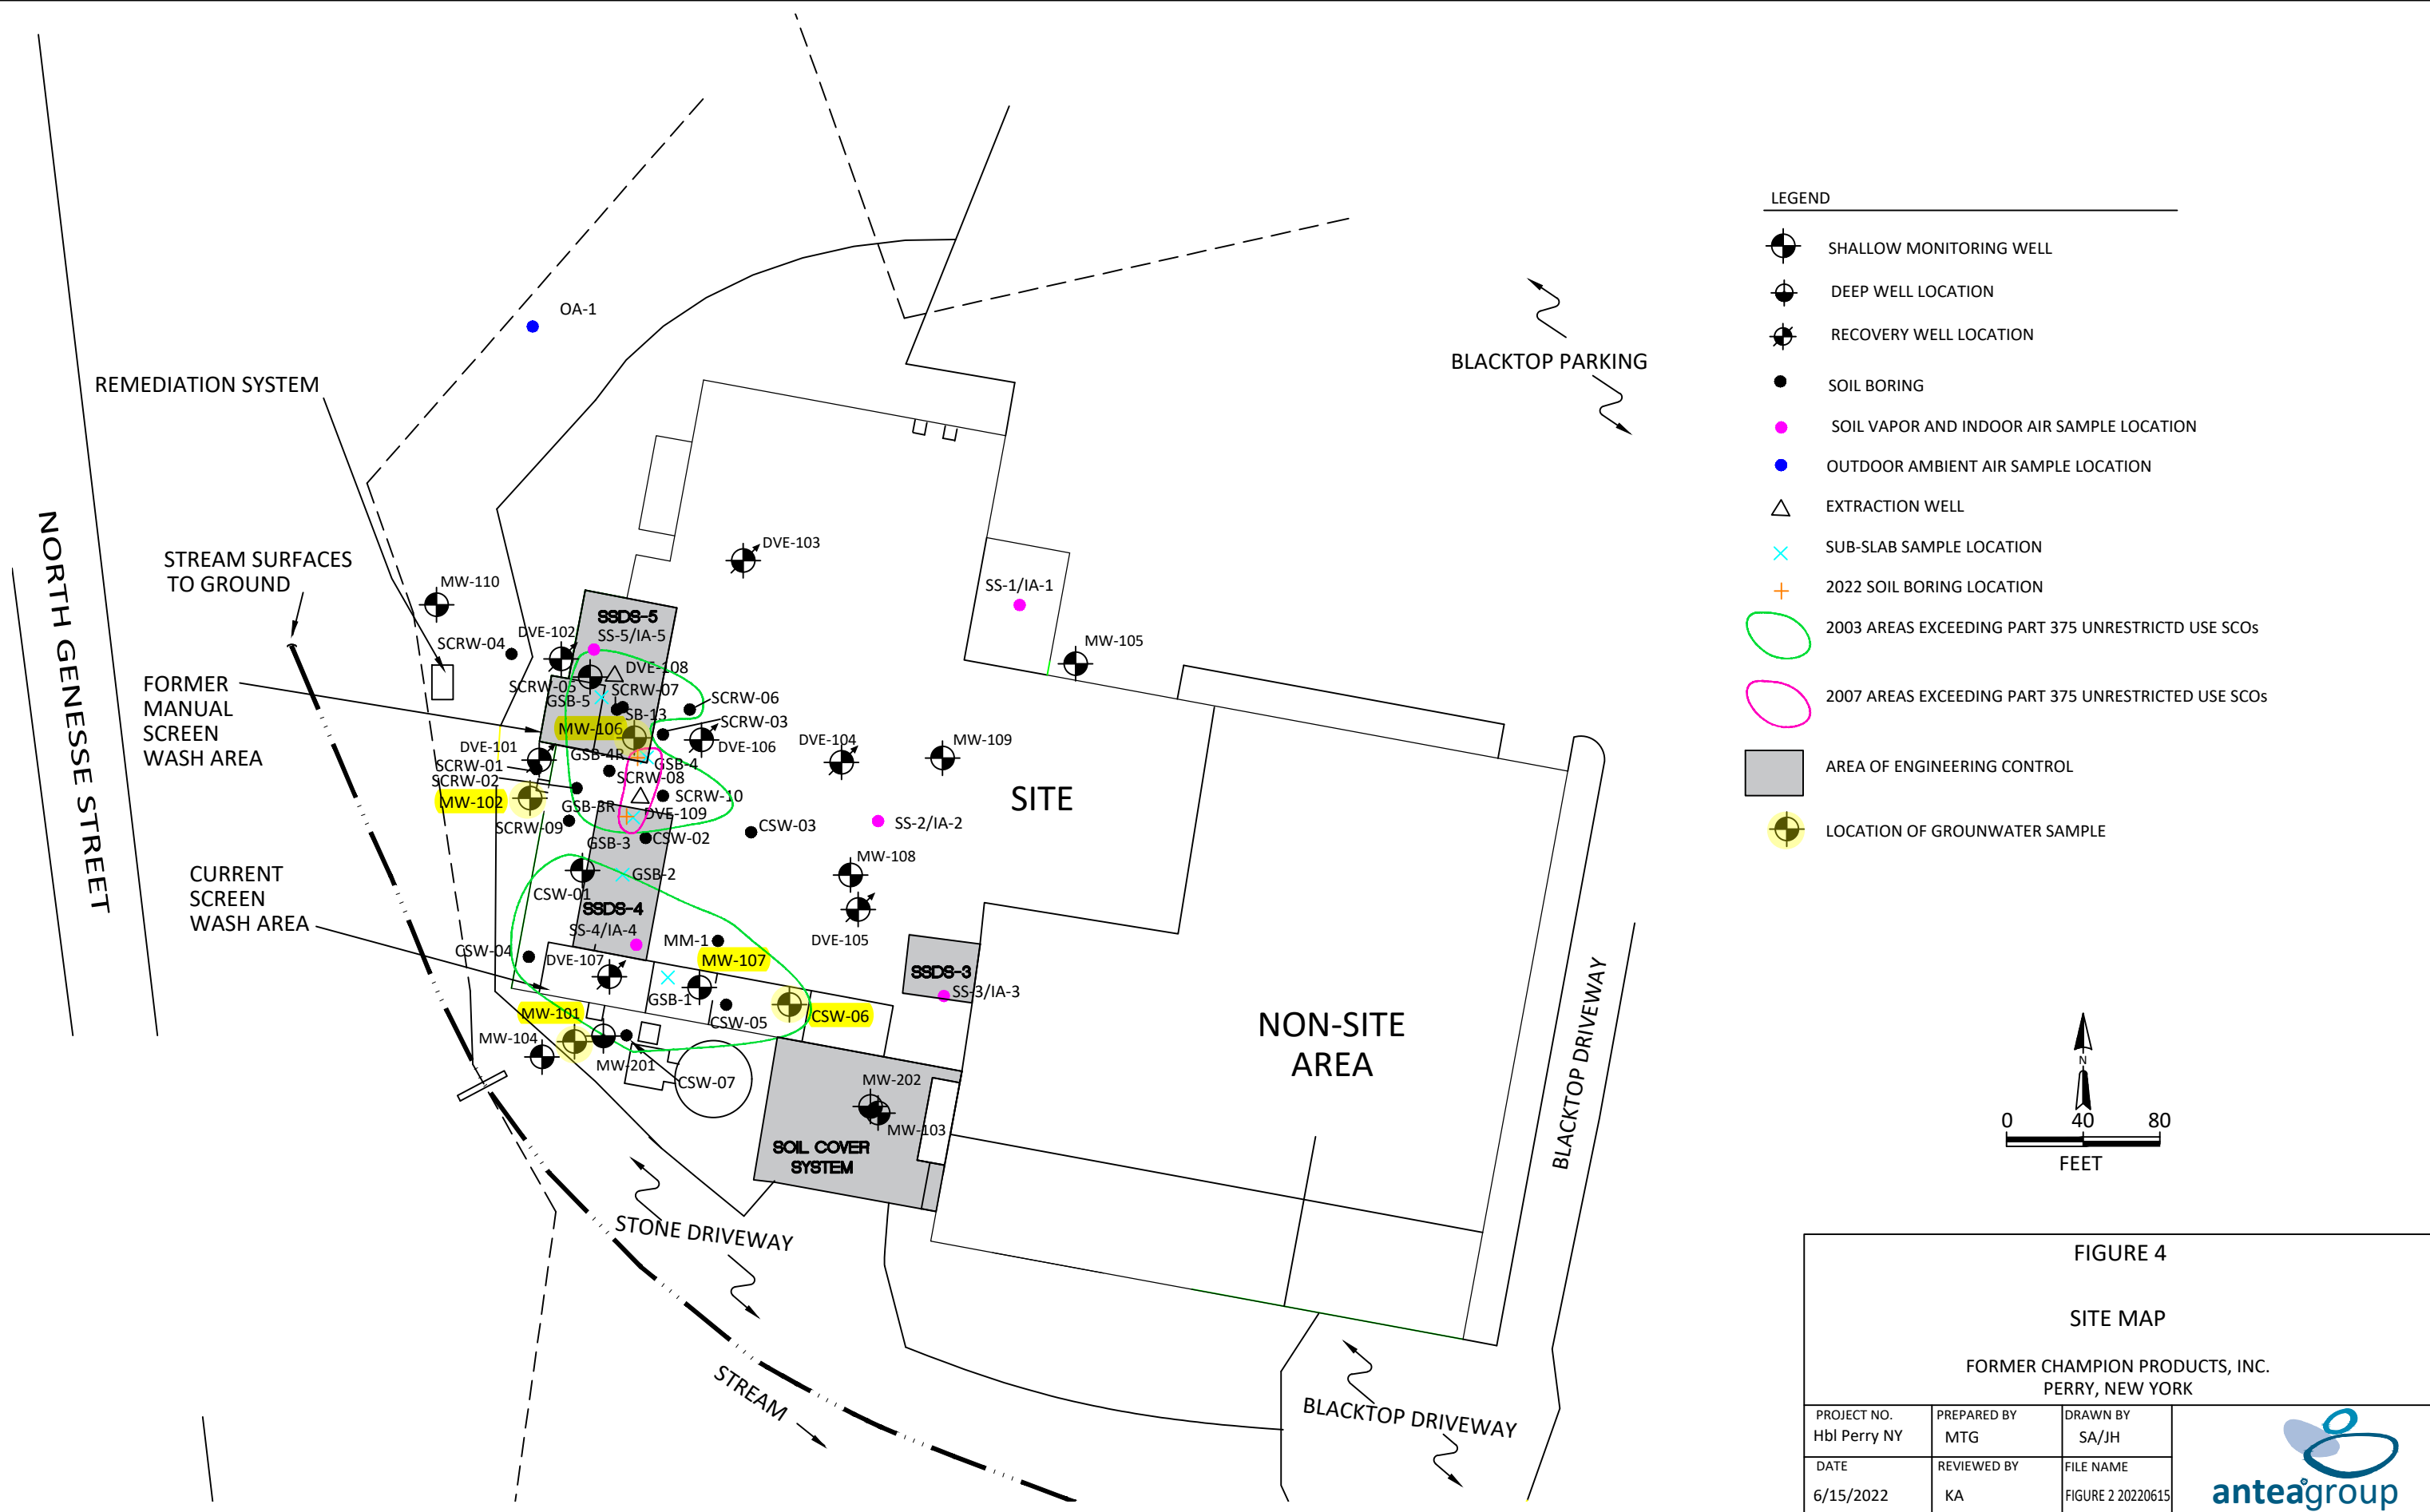 LEGEND
SHALLOW MONITORING WELL
DEEP WELL LOCATION
RECOVERY WELL LOCATION
SOIL BORING
SOIL VAPOR AND INDOOR AIR SAMPLE LOCATION
OUTDOOR AMBIENT AIR SAMPLE LOCATION
EXTRACTION WELL
SUB-SLAB SAMPLE LOCATION
2022 SOIL BORING LOCATION
2003 AREAS EXCEEDING PART 375 UNRESTRICTD USE SCOs
2007 AREAS EXCEEDING PART 375 UNRESTRICTED USE SCOs
AREA OF ENGINEERING CONTROL
LOCATION OF GROUNWATER SAMPLE
OA-1
REMEDIATION SYSTEM
BLACKTOP PARKING
NORTH GENESSE STREET
STREAM SURFACES
TO GROUND
FORMER
MANUAL
SCREEN
WASH AREA
CURRENT
SCREEN
WASH AREA
DVE-103
MW-110
SS-1/IA-1
SSDS-5
DVE-102
SS-5/IA-5
SCRW-04
MW-105
DVE-108
SCRW-05
SCRW-07
GSB-5
SCRW-06
SB-13
SCRW-03
MW-106
DVE-106
DVE-104
MW-109
DVE-101
GSB-4R
GSB-4
SCRW-01
SCRW-02
SCRW-08
MW-102
SCRW-10
GSB-3R
DVE-109
SCRW-09
CSW-03
SS-2/IA-2
GSB-3
CSW-02
SITE
MW-108
GSB-2
CSW-01
SSDS-4
SS-4/IA-4
MM-1
DVE-105
CSW-04
DVE-107
MW-107
SSDS-3
GSB-1
SS-3/IA-3
MW-101
CSW-05
CSW-06
MW-104
MW-201
CSW-07
NON-SITE
AREA
MW-202
MW-103
SOIL COVER
SYSTEM
BLACKTOP DRIVEWAY
STONE DRIVEWAY
STREAM
BLACKTOP DRIVEWAY
N
0 40 80
FEET
FIGURE 4
SITE MAP
FORMER CHAMPION PRODUCTS, INC.
PERRY, NEW YORK
PROJECT NO. PREPARED BY DRAWN BY
Hbl Perry NY MTG SA/JH
DATE REVIEWED BY FILE NAME
6/15/2022 KA FIGURE 2 20220615
anteagroup